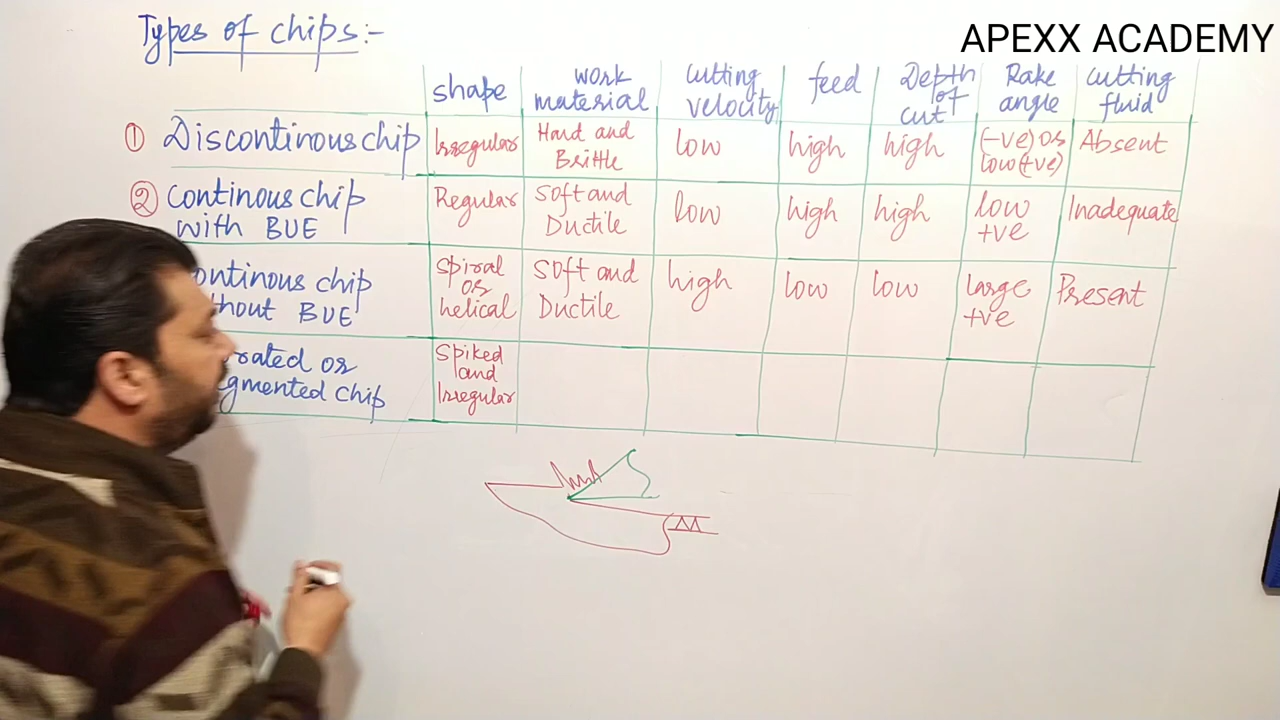 APEXX ACADEMY
Types of chips:-
shape
work material
cutting velocity
feed
Depth of cut
Rake angle
cutting fluid
① Discontinous chip
Irregular
Hard and Brittle
low
high
high
(-ve) or low (+ve)
Absent
② Continous chip with BUE
Regular
Soft and Ductile
low
high
high
low +ve
Inadequate
ontinous chip
thout BUE
spiral or helical
Soft and Ductile
high
low
low
large +ve
Present
rated or
gmented chip
Spiked and Irregular